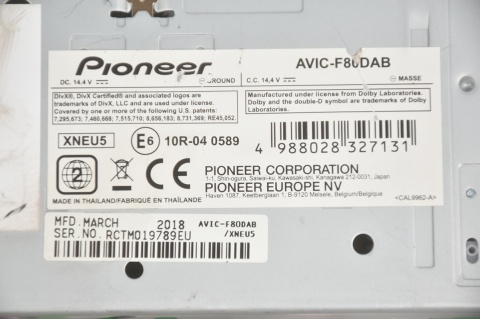 Pioneer AVIC-F80DAB
DC. 14,4 V GROUND C.C. 14,4 V
DivX®, DivX Certified® and associated logos are
trademarks of DivX, LLC and are used under license.
Covered by one or more of the following U.S. patents:
7,295,673; 7,460,668; 7,515,710; 8,656,183; 8,731,369; RE45,052.
Manufactured under license from Dolby Laboratories.
Dolby and the double-D symbol are trademarks of Dolby
Laboratories.
XNEU5 E6 10R-04 0589
4 988028 327131
2
PIONEER CORPORATION
1-1, Shin-ogura, Saiwai-ku, Kawasaki-shi, Kanagawa 212-0031, JAPAN
PIONEER EUROPE NV
Haven 1087, Keetberglaan 1, B-9120 Melsele, Belgium/Belgique
MADE IN THAILAND/FABRIQUÉ EN THAÏLANDE <CAL9962-A>
MFD. MARCH 2018 AVIC-F80DAB
SER.NO. RCTM019789EU /XNEU5